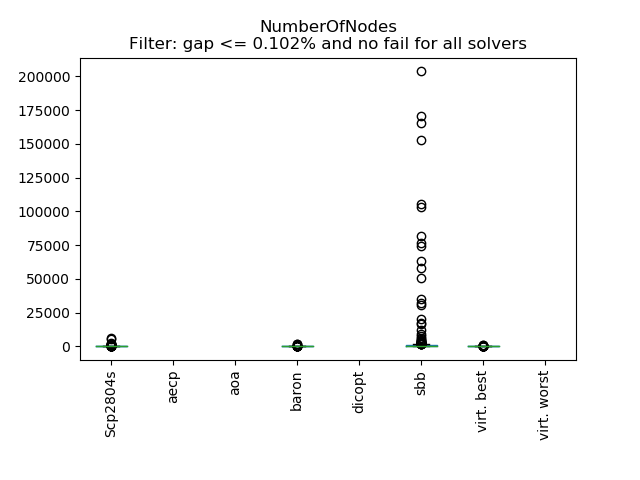 NumberOfNodes
Filter: gap <= 0.102% and no fail for all solvers
200000
175000
150000
125000
100000
75000
50000
25000
0
Scp2804s
aecp
aoa
baron
dicopt
sbb
virt. best
virt. worst